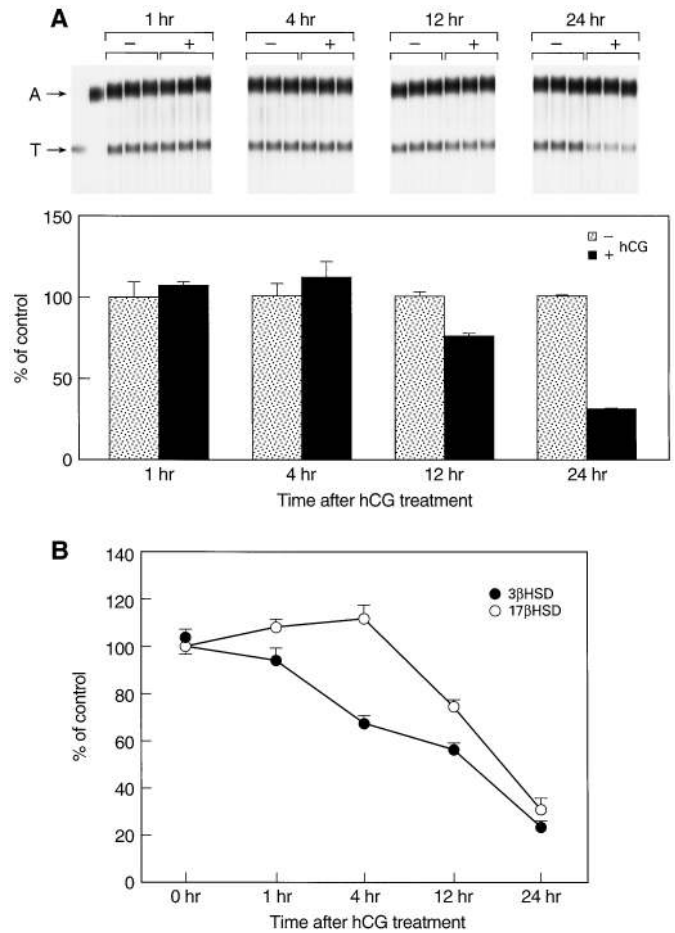 A
1 hr 4 hr 12 hr 24 hr
− + − + − + − +
A →
T →
150
100
50
0
% of control
− hCG
+
1 hr 4 hr 12 hr 24 hr
Time after hCG treatment
B
140
120
100
80
60
40
20
0
% of control
3βHSD
17βHSD
0 hr 1 hr 4 hr 12 hr 24 hr
Time after hCG treatment